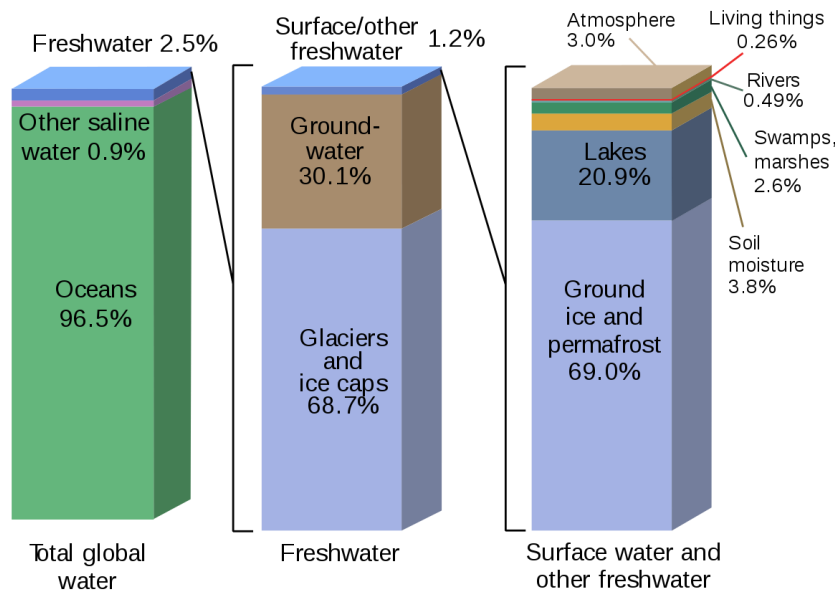 Freshwater 2.5%
Other saline
water 0.9%
Oceans
96.5%
Total global
water
Surface/other
freshwater 1.2%
Ground-
water
30.1%
Glaciers
and
ice caps
68.7%
Freshwater
Atmosphere
3.0%
Living things
0.26%
Rivers
0.49%
Swamps,
marshes
2.6%
Soil
moisture
3.8%
Lakes
20.9%
Ground
ice and
permafrost
69.0%
Surface water and
other freshwater